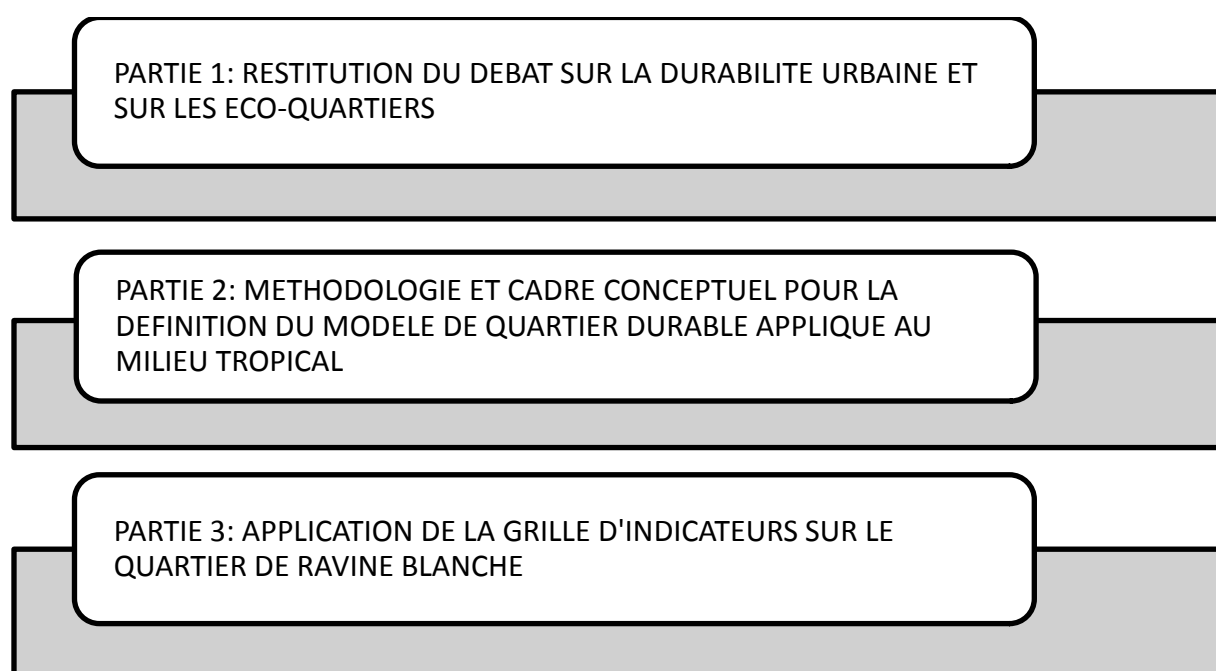 PARTIE 1: RESTITUTION DU DEBAT SUR LA DURABILITE URBAINE ET
SUR LES ECO-QUARTIERS
PARTIE 2: METHODOLOGIE ET CADRE CONCEPTUEL POUR LA
DEFINITION DU MODELE DE QUARTIER DURABLE APPLIQUE AU
MILIEU TROPICAL
PARTIE 3: APPLICATION DE LA GRILLE D'INDICATEURS SUR LE
QUARTIER DE RAVINE BLANCHE